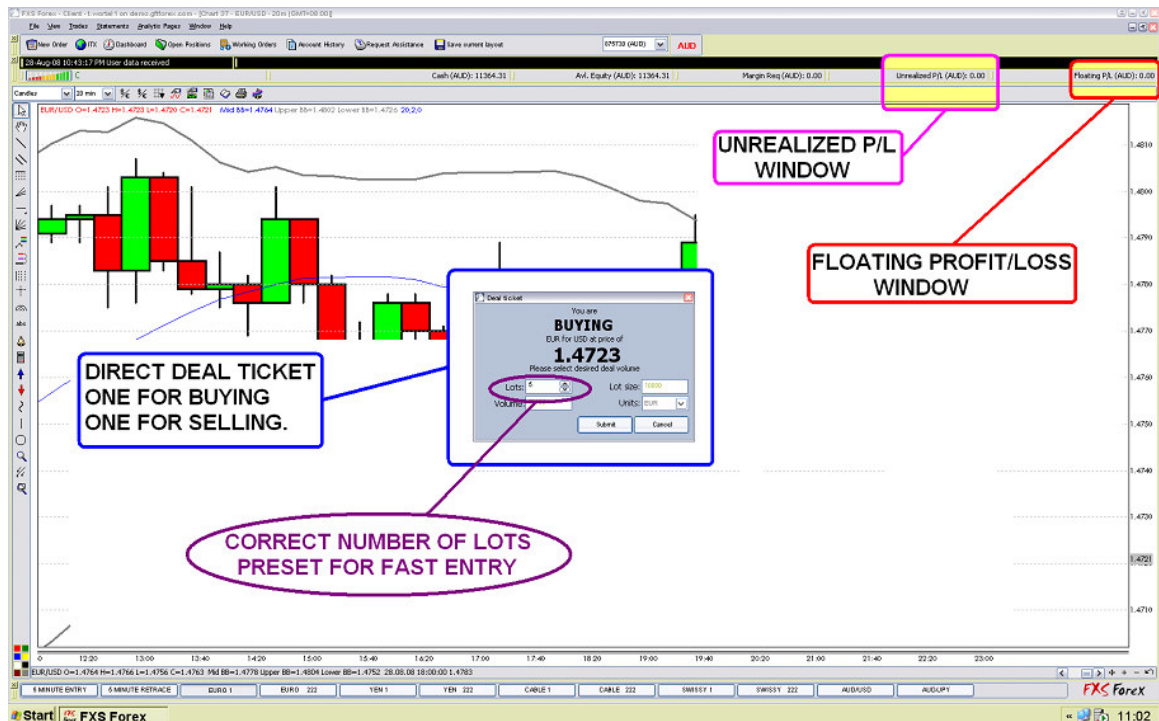 FXS Forex - Client - t.wortel-1 on demo.gftforex.com - [Chart 37 - EUR/USD - 20m (GMT+08:00)]
File View Trades Statements Analytic Pages Window Help
New Order ITX Dashboard Open Positions Working Orders Account History Request Assistance Save current layout (AUD) AUD
28-Aug-08 10:43:17 PM User data received
C Cash (AUD): 11364.31 Avl. Equity (AUD): 11364.31 Margin Req (AUD): 0.00 Unrealized P/L (AUD): 0.00 Floating P/L (AUD): 0.00
Candles 20 min
EUR/USD O=1.4723 H=1.4723 L=1.4720 C=1.4721 Mid BB=1.4764 Upper BB=1.4802 Lower BB=1.4726 20,2,0
UNREALIZED P/L
WINDOW
FLOATING PROFIT/LOSS
WINDOW
Deal ticket
You are
BUYING
EUR for USD at price of
1.4723
Please select desired deal volume
Lots: 6 Lot size: 10000
Volume: Units: EUR
Submit Cancel
DIRECT DEAL TICKET
ONE FOR BUYING
ONE FOR SELLING.
CORRECT NUMBER OF LOTS
PRESET FOR FAST ENTRY
1.4810
1.4800
1.4790
1.4780
1.4770
1.4760
1.4750
1.4740
1.4730
1.4721
1.4710
abc
12:20 13:00 13:40 14:20 15:00 15:40 16:20 17:00 17:40 18:20 19:00 19:40 20:20 21:00 21:40 22:20 23:00
EUR/USD O=1.4764 H=1.4766 L=1.4756 C=1.4763 Mid BB=1.4778 Upper BB=1.4804 Lower BB=1.4752 28.08.08 18:00:00 1.4783
5 MINUTE ENTRY 5 MINUTE RETRACE EURO 1 EURO 222 YEN 1 YEN 222 CABLE 1 CABLE 222 SWISSY 1 SWISSY 222 AUD/USD AUD/JPY FXS Forex
Start FXS Forex 11:02